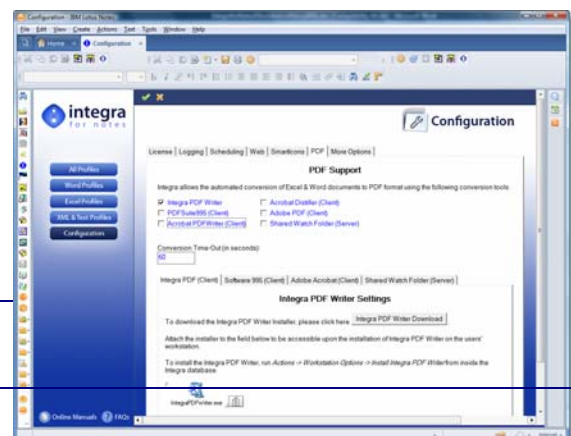 Configuration - IBM Lotus Notes
File Edit View Create Actions Text Tools Window Help
Home Configuration
integra
for notes
Configuration
License | Logging | Scheduling | Web | SmartIcons | PDF | More Options
All Profiles
Word Profiles
Excel Profiles
XML & Text Profiles
Configuration
PDF Support
Integra allows the automated conversion of Excel & Word documents to PDF format using the following conversion tools
Integra PDF Writer
Acrobat Distiller (Client)
PDFSuite995 (Client)
Adobe PDF (Client)
Acrobat PDFWriter (Client)
Shared Watch Folder (Server)
Conversion Time-Out (in seconds)
60
Integra PDF (Client) | Software 995 (Client) | Adobe Acrobat (Client) | Shared Watch Folder (Server)
Integra PDF Writer Settings
To download the Integra PDF Writer Installer, please click here Integra PDF Writer Download
Attach the installer to the field below to be accessible upon the installation of Integra PDF Writer on the users'
workstation.
To install the Integra PDF Writer, run Actions -> Workstation Options -> Install Integra PDF Writer from inside the
Integra database.
IntegraPDFWriter.exe
Online Manuals FAQs